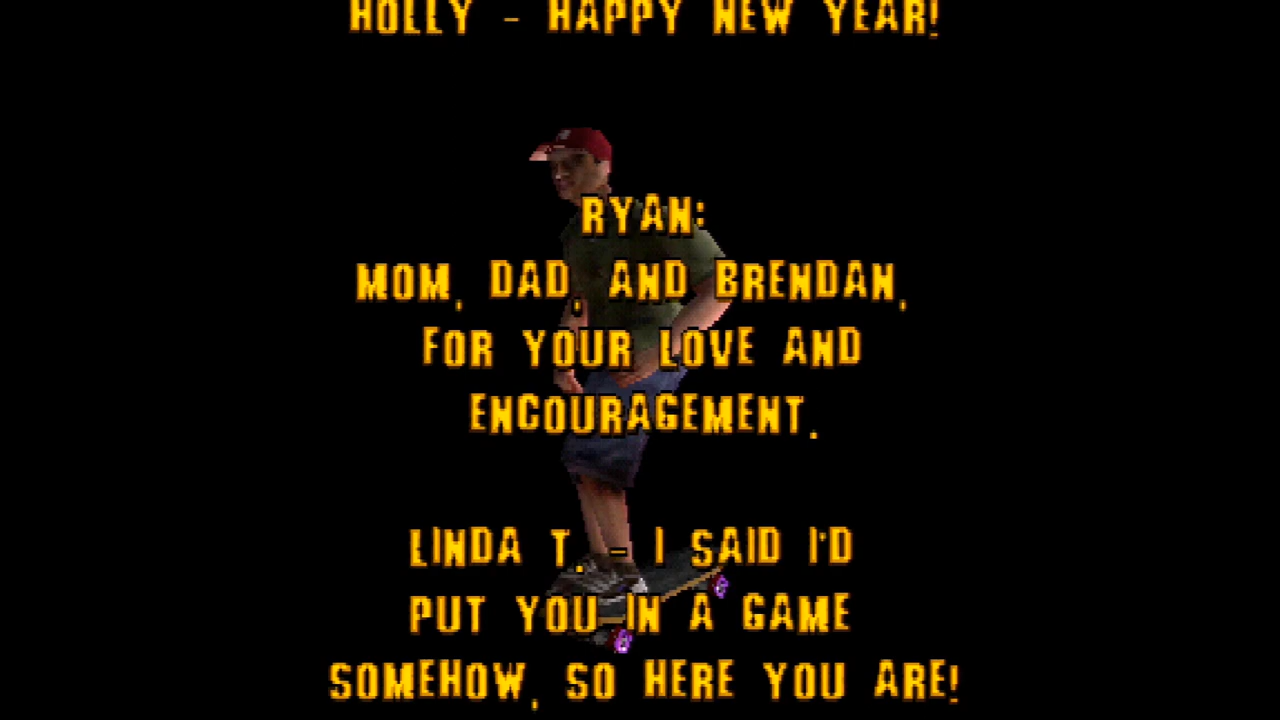 HOLLY - HAPPY NEW YEAR!
RYAN:
MOM, DAD, AND BRENDAN,
FOR YOUR LOVE AND
ENCOURAGEMENT.
LINDA T. - I SAID I'D
PUT YOU IN A GAME
SOMEHOW, SO HERE YOU ARE!